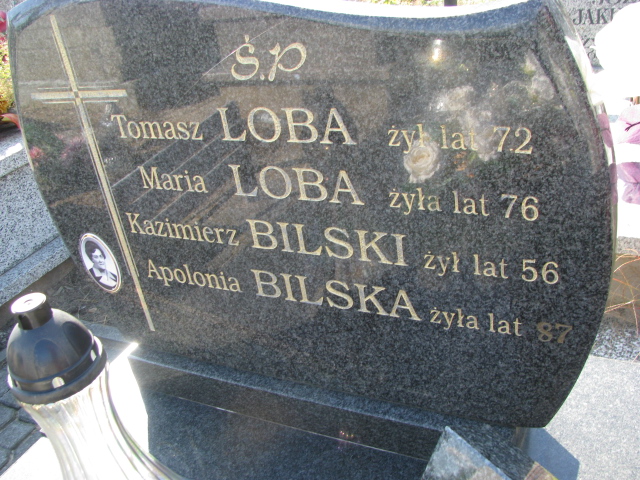 Ś.P
Tomasz LOBA żył lat 72
Maria LOBA żyła lat 76
Kazimierz BILSKI żył lat 56
Apolonia BILSKA żyła lat 87